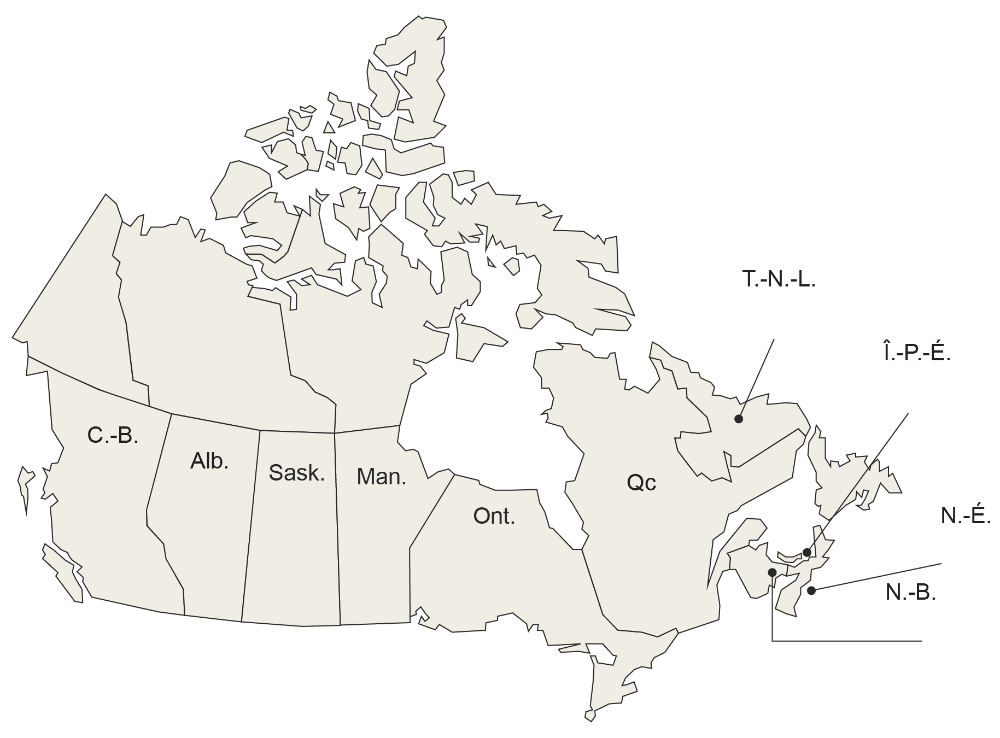 T.-N.-L.
Î.-P.-É.
C.-B.
Alb.
Sask.
Man.
Qc
Ont.
N.-É.
N.-B.